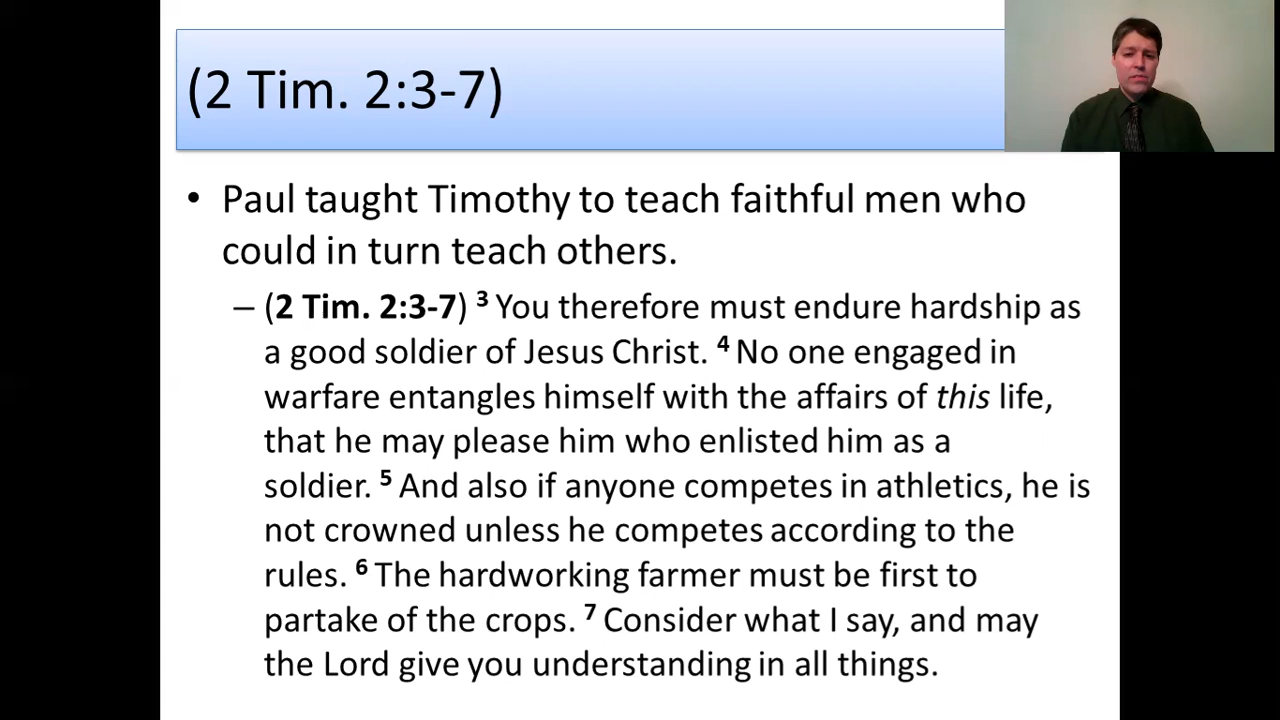 (2 Tim. 2:3-7)
• Paul taught Timothy to teach faithful men who
could in turn teach others.
– (2 Tim. 2:3-7) 3 You therefore must endure hardship as
a good soldier of Jesus Christ. 4 No one engaged in
warfare entangles himself with the affairs of this life,
that he may please him who enlisted him as a
soldier. 5 And also if anyone competes in athletics, he is
not crowned unless he competes according to the
rules. 6 The hardworking farmer must be first to
partake of the crops. 7 Consider what I say, and may
the Lord give you understanding in all things.